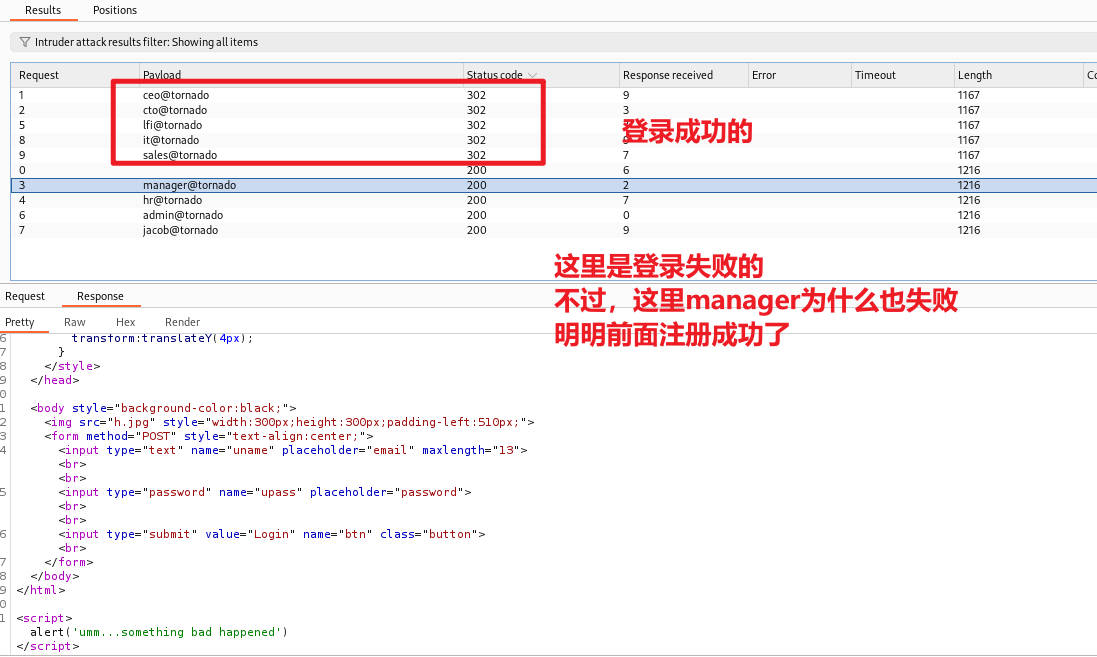 Results Positions
Intruder attack results filter: Showing all items
Request Payload Status code Response received Error Timeout Length
1 ceo@tornado 302 9 1167
2 cto@tornado 302 3 1167
5 lfi@tornado 302 1167
8 it@tornado 302 1167
9 sales@tornado 302 7 1167
登录成功的
0 200 6 1216
3 manager@tornado 200 2 1216
4 hr@tornado 200 7 1216
6 admin@tornado 200 0 1216
7 jacob@tornado 200 9 1216
这里是登录失败的
不过，这里manager为什么也失败
明明前面注册成功了
Request Response
Pretty Raw Hex Render
6 transform:translateY(4px);
7 }
8 </style>
9 </head>
0
1 <body style="background-color:black;">
2 <img src="h.jpg" style="width:300px;height:300px;padding-left:510px;">
3 <form method="POST" style="text-align:center;">
4 <input type="text" name="uname" placeholder="email" maxlength="13">
<br>
<br>
5 <input type="password" name="upass" placeholder="password">
<br>
<br>
6 <input type="submit" value="Login" name="btn" class="button">
<br>
7 </form>
8 </body>
9 </html>
0
1 <script>
alert('umm...something bad happened')
</script>